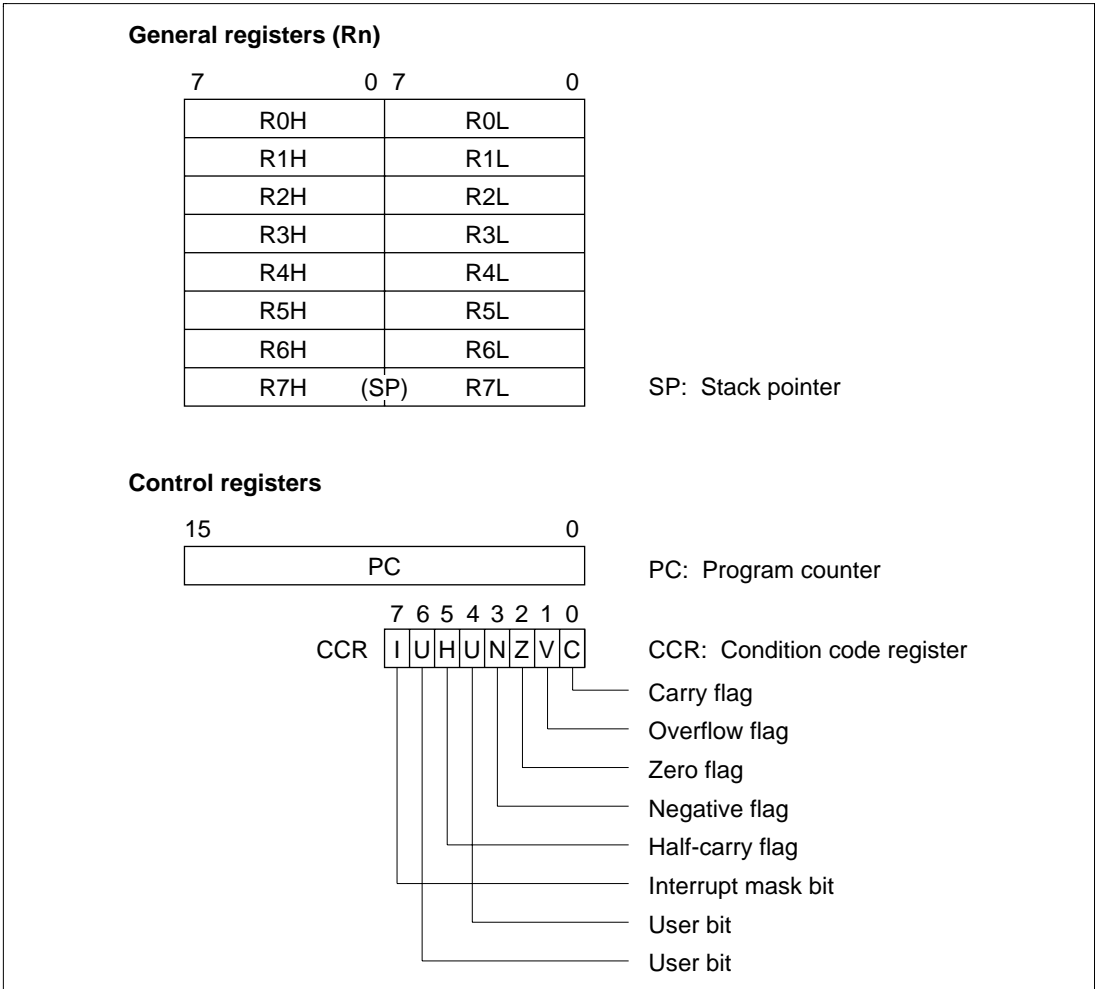 General registers (Rn)
7 0 7 0
R0H R0L
R1H R1L
R2H R2L
R3H R3L
R4H R4L
R5H R5L
R6H R6L
R7H (SP) R7L SP: Stack pointer
Control registers
15 0
PC PC: Program counter
7 6 5 4 3 2 1 0
CCR I U H U N Z V C CCR: Condition code register
Carry flag
Overflow flag
Zero flag
Negative flag
Half-carry flag
Interrupt mask bit
User bit
User bit